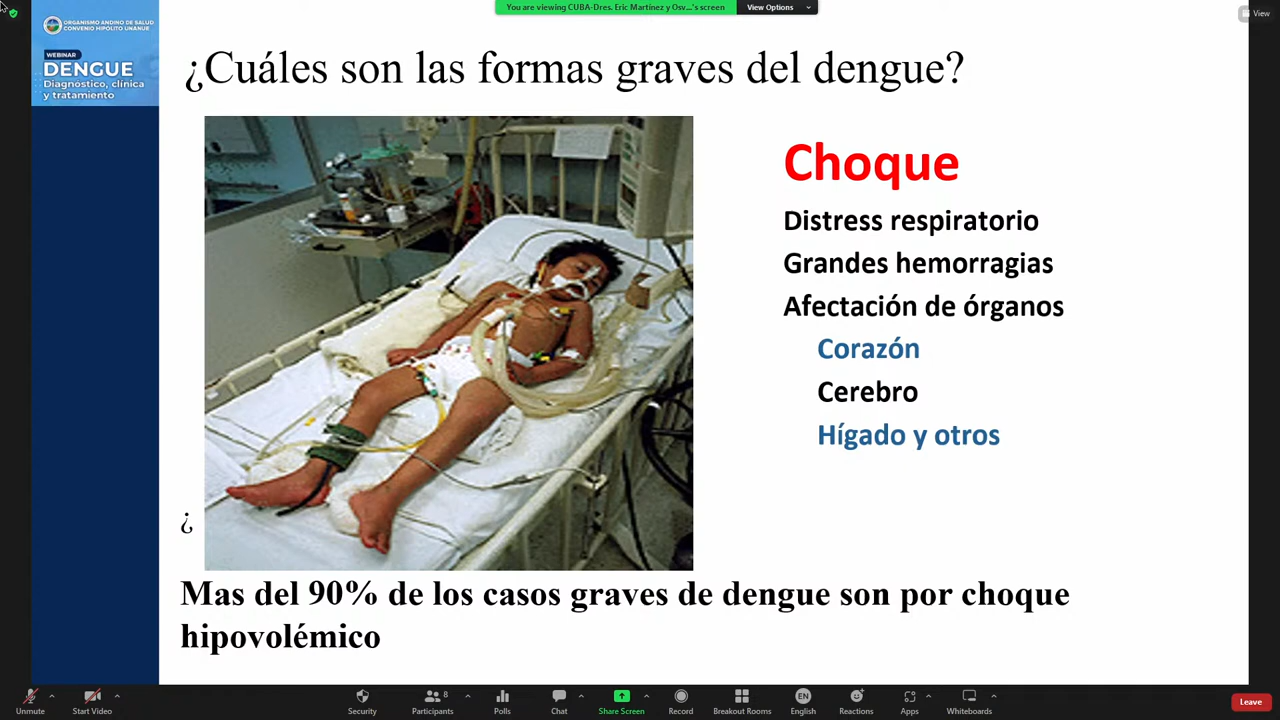 You are viewing CUBA-Dres. Eric Martínez y Osv...'s screen
View Options
View
ORGANISMO ANDINO DE SALUD
CONVENIO HIPÓLITO UNANUE
WEBINAR
DENGUE
Diagnóstico, clínica
y tratamiento
¿Cuáles son las formas graves del dengue?
Choque
Distress respiratorio
Grandes hemorragias
Afectación de órganos
Corazón
Cerebro
Hígado y otros
¿
Mas del 90% de los casos graves de dengue son por choque
hipovolémico
Unmute
Start Video
Security
Participants
8
Polls
Chat
Share Screen
Record
Breakout Rooms
EN
English
Reactions
Apps
Whiteboards
Leave